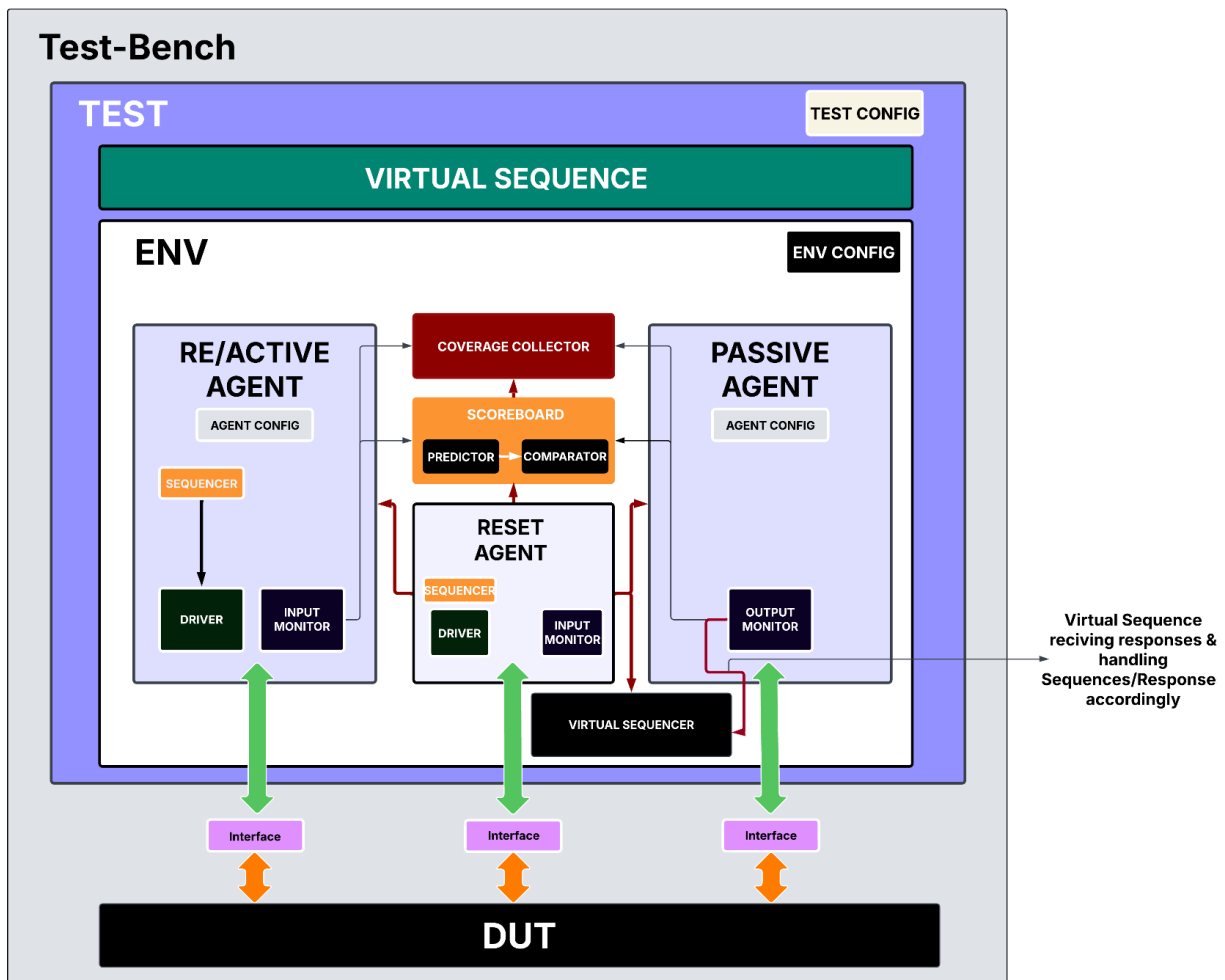 Test-Bench
TEST
TEST CONFIG
VIRTUAL SEQUENCE
ENV
ENV CONFIG
RE/ACTIVE
AGENT
AGENT CONFIG
SEQUENCER
DRIVER
INPUT
MONITOR
COVERAGE COLLECTOR
SCOREBOARD
PREDICTOR
COMPARATOR
RESET
AGENT
SEQUENCER
DRIVER
INPUT
MONITOR
PASSIVE
AGENT
AGENT CONFIG
OUTPUT
MONITOR
VIRTUAL SEQUENCER
Virtual Sequence
reciving responses &
handling
Sequences/Response
accordingly
Interface
Interface
Interface
DUT